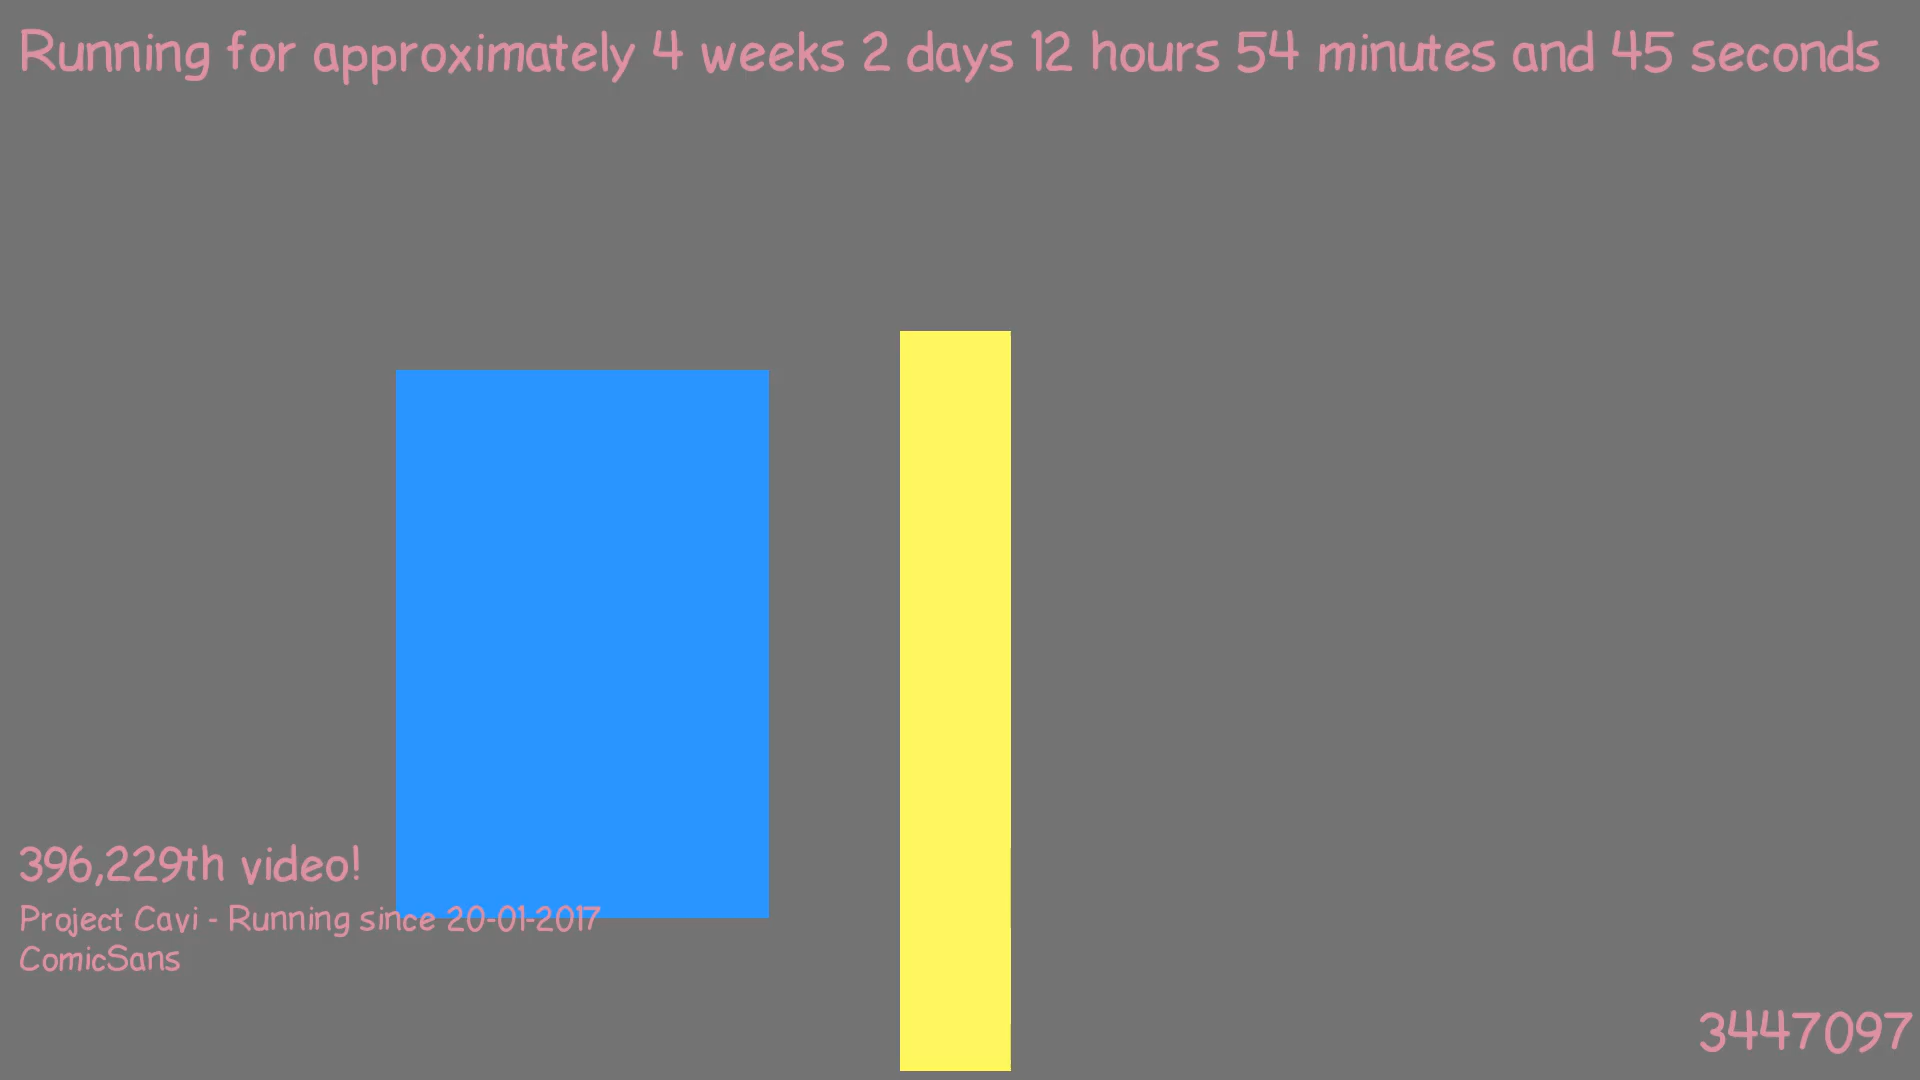 Running for approximately 4 weeks 2 days 12 hours 54 minutes and 45 seconds
396,229th video!
Project Cavi - Running since 20-01-2017
ComicSans
3447097